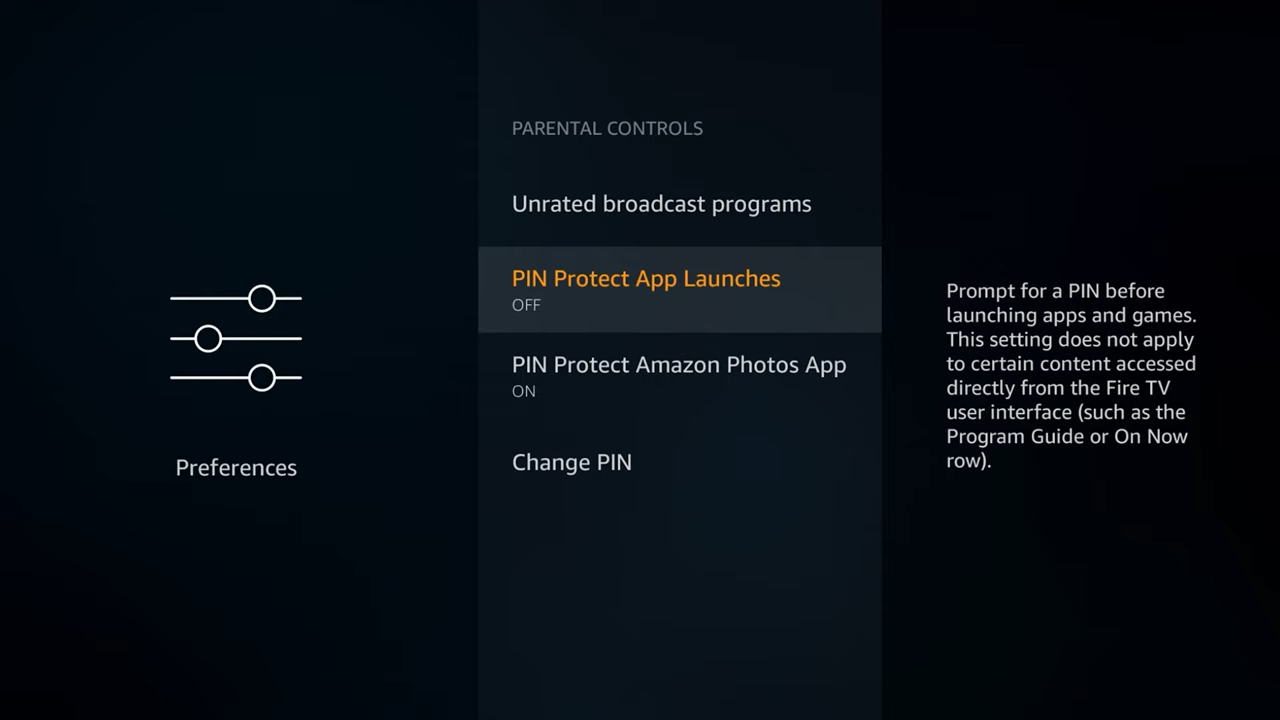 PARENTAL CONTROLS
Unrated broadcast programs
PIN Protect App Launches
OFF
PIN Protect Amazon Photos App
ON
Change PIN
Preferences
Prompt for a PIN before
launching apps and games.
This setting does not apply
to certain content accessed
directly from the Fire TV
user interface (such as the
Program Guide or On Now
row).